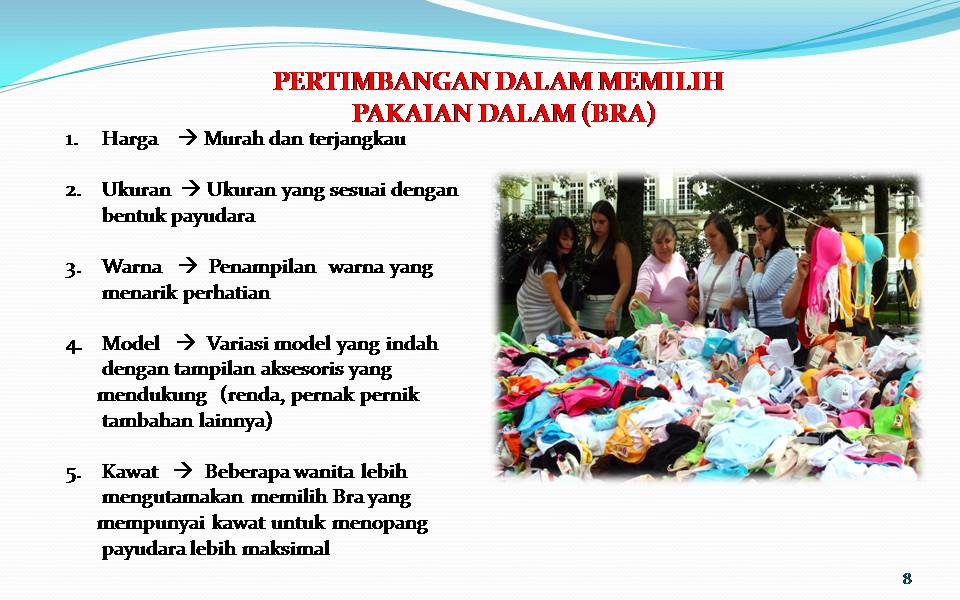 PERTIMBANGAN DALAM MEMILIH
PAKAIAN DALAM (BRA)
1. Harga → Murah dan terjangkau
2. Ukuran → Ukuran yang sesuai dengan
bentuk payudara
3. Warna → Penampilan warna yang
menarik perhatian
4. Model → Variasi model yang indah
dengan tampilan aksesoris yang
mendukung (renda, pernak pernik
tambahan lainnya)
5. Kawat → Beberapa wanita lebih
mengutamakan memilih Bra yang
mempunyai kawat untuk menopang
payudara lebih maksimal
8